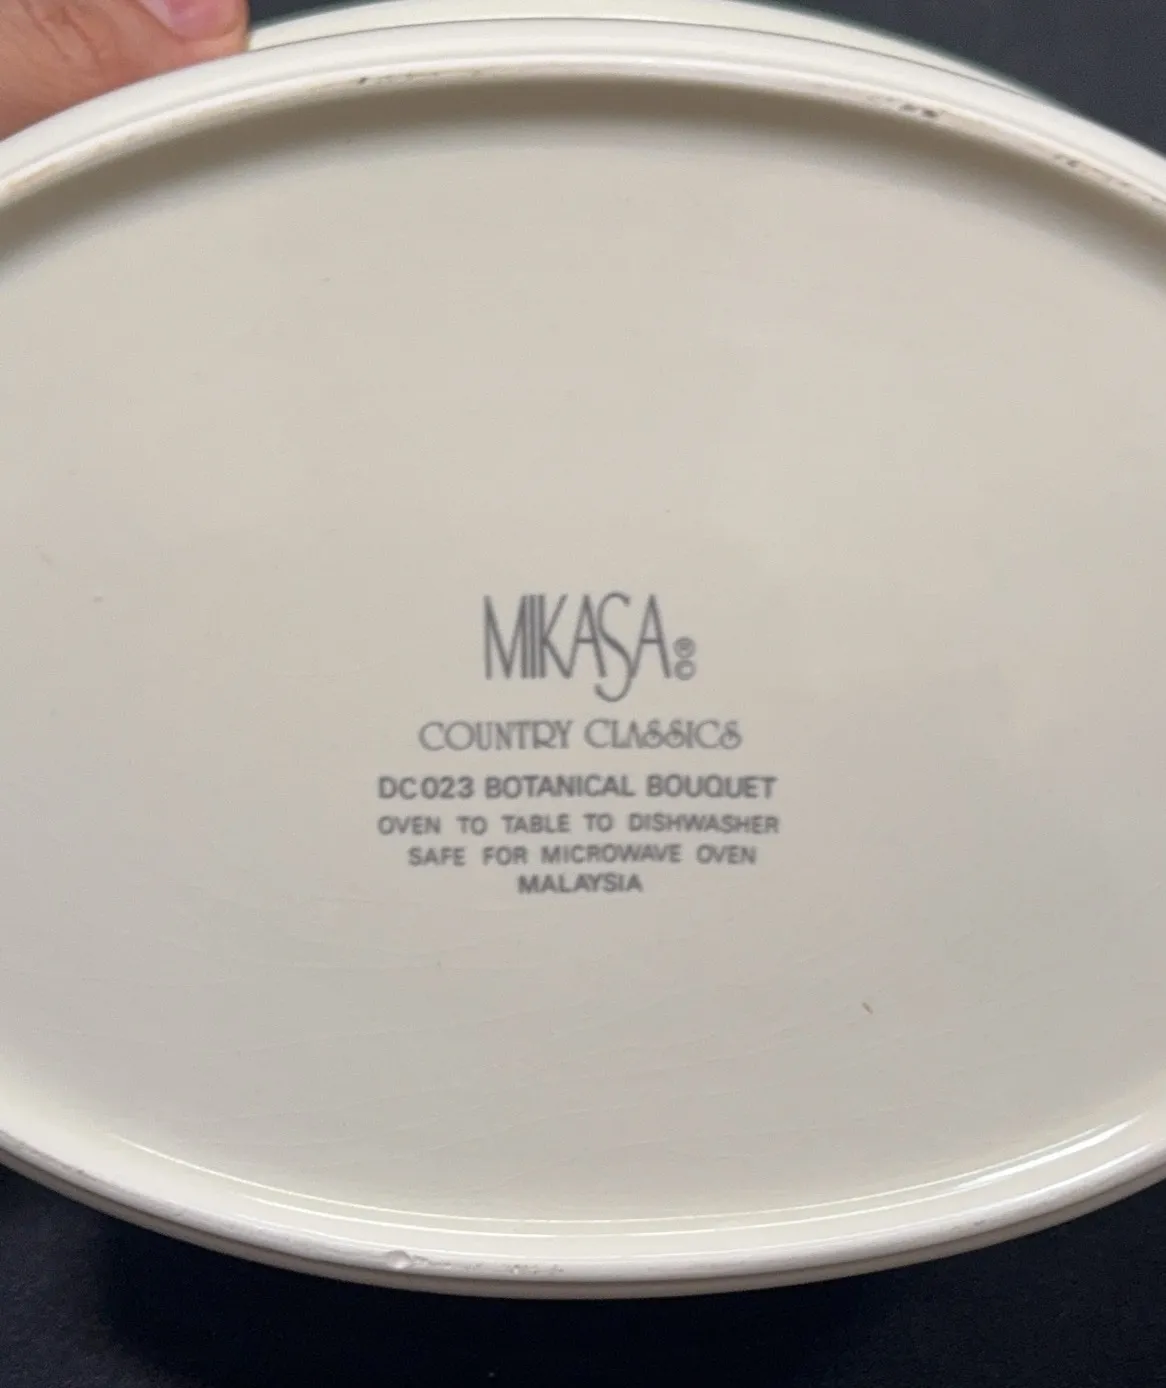 MIKASA ®©
COUNTRY CLASSICS
DC023 BOTANICAL BOUQUET
OVEN TO TABLE TO DISHWASHER
SAFE FOR MICROWAVE OVEN
MALAYSIA